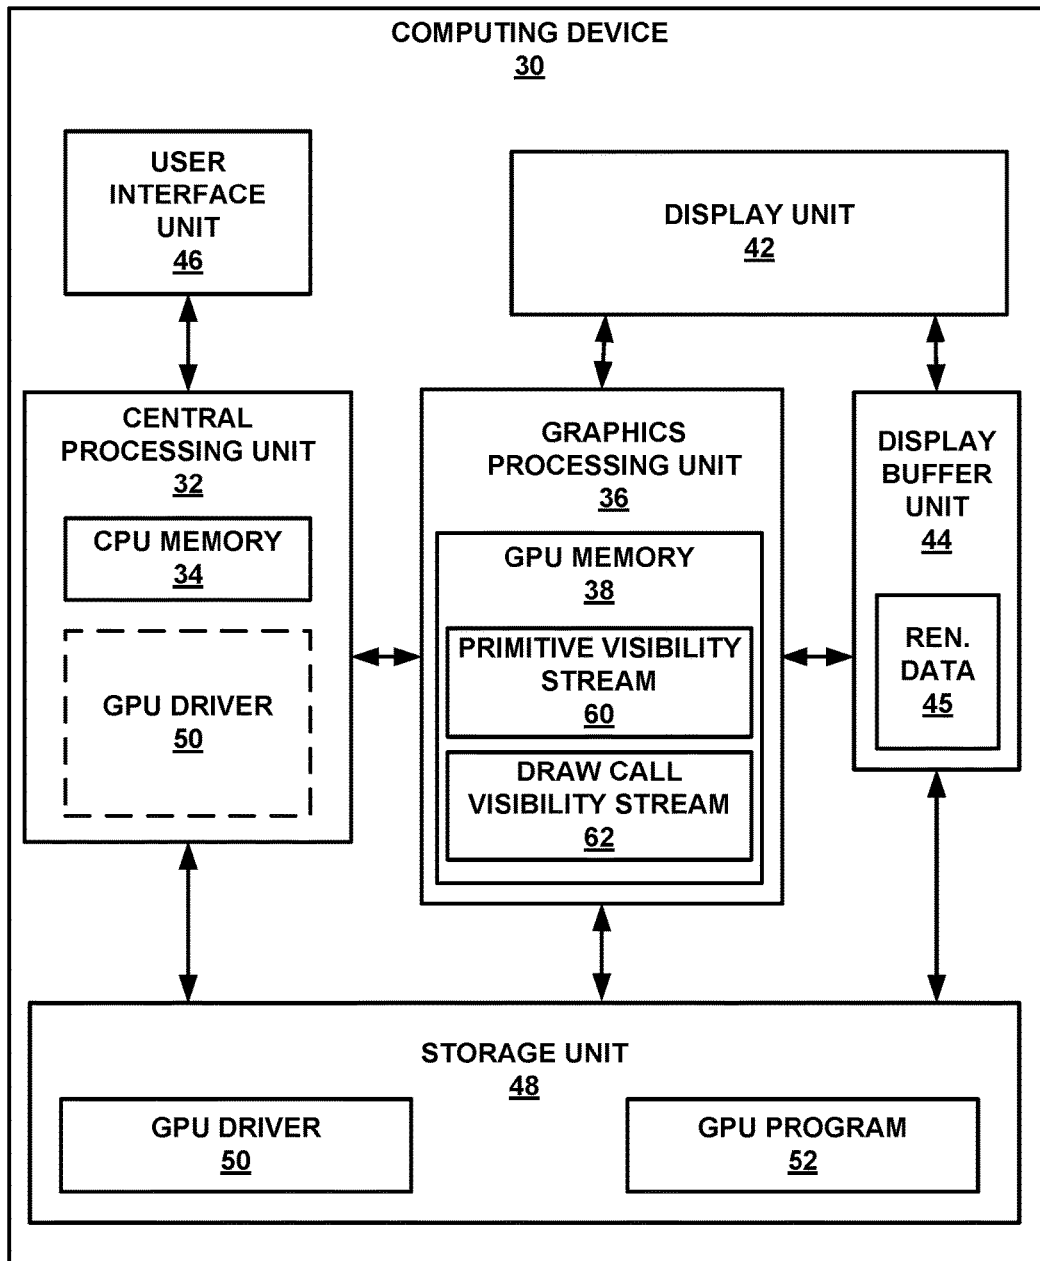 COMPUTING DEVICE
30
USER
INTERFACE
UNIT
46
DISPLAY UNIT
42
CENTRAL
PROCESSING UNIT
32
CPU MEMORY
34
GPU DRIVER
50
GRAPHICS
PROCESSING UNIT
36
GPU MEMORY
38
PRIMITIVE VISIBILITY
STREAM
60
DRAW CALL
VISIBILITY STREAM
62
DISPLAY
BUFFER
UNIT
44
REN.
DATA
45
STORAGE UNIT
48
GPU DRIVER
50
GPU PROGRAM
52